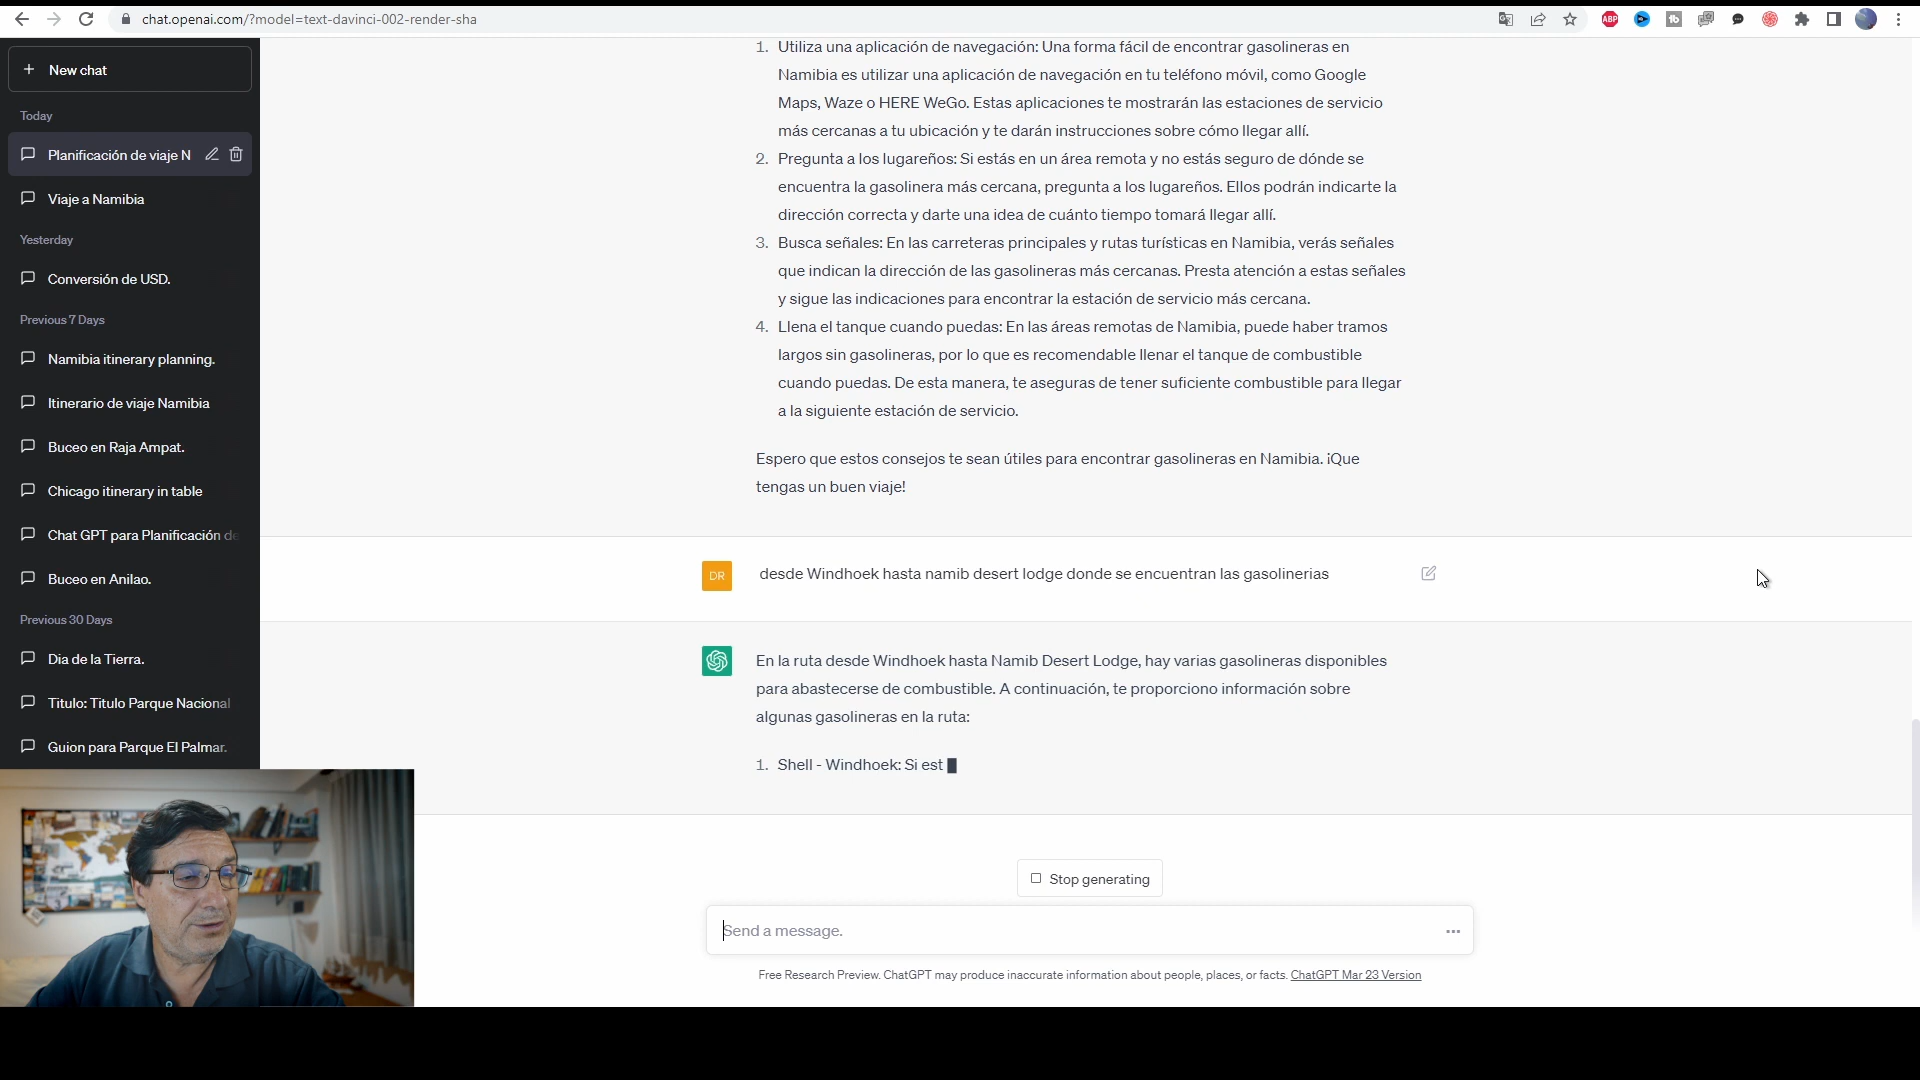 chat.openai.com/?model=text-davinci-002-render-sha
ABP
New chat
Today
Planificación de viaje N
Viaje a Namibia
Yesterday
Conversión de USD.
Previous 7 Days
Namibia itinerary planning.
Itinerario de viaje Namibia
Buceo en Raja Ampat.
Chicago itinerary in table
Chat GPT para Planificación de
Buceo en Anilao.
Previous 30 Days
Dia de la Tierra.
Titulo: Titulo Parque Nacional
Guion para Parque El Palmar.
1. Utiliza una aplicación de navegación: Una forma fácil de encontrar gasolineras en
Namibia es utilizar una aplicación de navegación en tu teléfono móvil, como Google
Maps, Waze o HERE WeGo. Estas aplicaciones te mostrarán las estaciones de servicio
más cercanas a tu ubicación y te darán instrucciones sobre cómo llegar allí.
2. Pregunta a los lugareños: Si estás en un área remota y no estás seguro de dónde se
encuentra la gasolinera más cercana, pregunta a los lugareños. Ellos podrán indicarte la
dirección correcta y darte una idea de cuánto tiempo tomará llegar allí.
3. Busca señales: En las carreteras principales y rutas turísticas en Namibia, verás señales
que indican la dirección de las gasolineras más cercanas. Presta atención a estas señales
y sigue las indicaciones para encontrar la estación de servicio más cercana.
4. Llena el tanque cuando puedas: En las áreas remotas de Namibia, puede haber tramos
largos sin gasolineras, por lo que es recomendable llenar el tanque de combustible
cuando puedas. De esta manera, te aseguras de tener suficiente combustible para llegar
a la siguiente estación de servicio.
Espero que estos consejos te sean útiles para encontrar gasolineras en Namibia. ¡Que
tengas un buen viaje!
DR
desde Windhoek hasta namib desert lodge donde se encuentran las gasolinerias
En la ruta desde Windhoek hasta Namib Desert Lodge, hay varias gasolineras disponibles
para abastecerse de combustible. A continuación, te proporciono información sobre
algunas gasolineras en la ruta:
1. Shell - Windhoek: Si est
Stop generating
Send a message.
Free Research Preview. ChatGPT may produce inaccurate information about people, places, or facts. ChatGPT Mar 23 Version